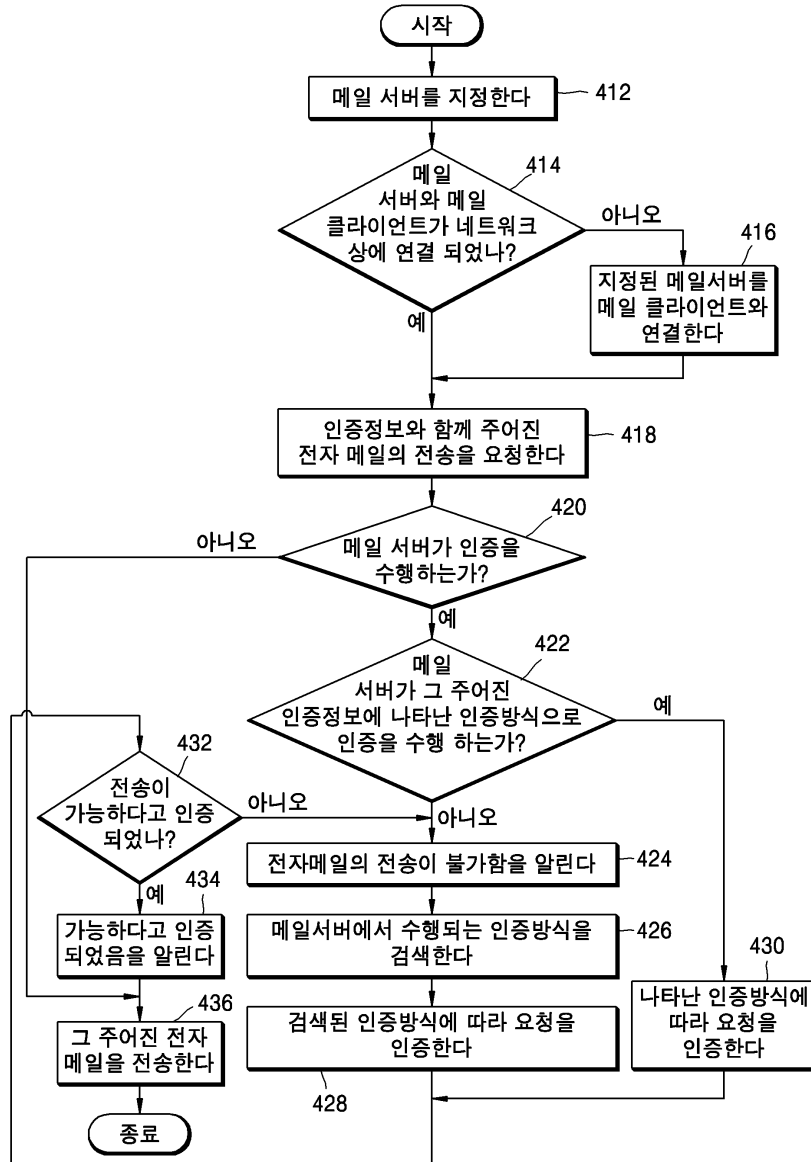 시작
메일 서버를 지정한다
412
메일
서버와 메일
클라이언트가 네트워크
상에 연결 되었나?
414
아니오
예
416
지정된 메일서버를
메일 클라이언트와
연결한다
인증정보와 함께 주어진
전자 메일의 전송을 요청한다
418
420
메일 서버가 인증을
수행하는가?
아니오
예
422
메일
서버가 그 주어진
인증정보에 나타난 인증방식으로
인증을 수행 하는가?
예
아니오
432
전송이
가능하다고 인증
되었나?
아니오
예
전자메일의 전송이 불가함을 알린다
424
434
가능하다고 인증
되었음을 알린다
메일서버에서 수행되는 인증방식을
검색한다
426
430
나타난 인증방식에
따라 요청을
인증한다
436
그 주어진 전자
메일을 전송한다
검색된 인증방식에 따라 요청을
인증한다
428
종료